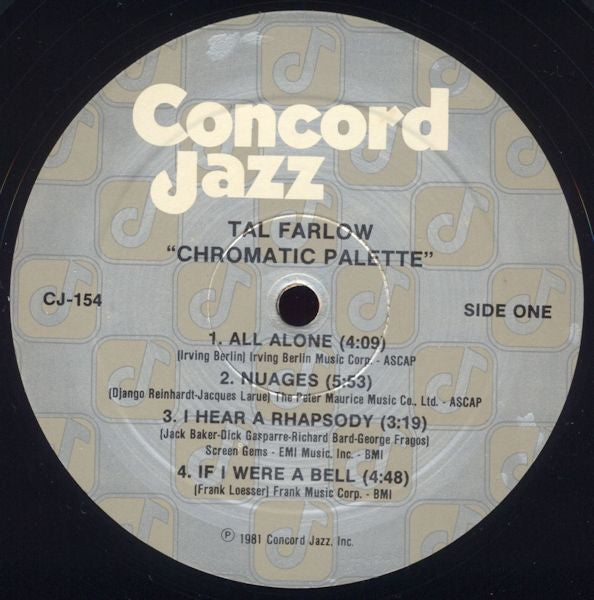 Concord
Jazz
TAL FARLOW
"CHROMATIC PALETTE"
CJ-154
SIDE ONE
1. ALL ALONE (4:09)
(Irving Berlin) Irving Berlin Music Corp. - ASCAP
2. NUAGES (5:53)
(Django Reinhardt-Jacques Larue) The Peter Maurice Music Co., Ltd. - ASCAP
3. I HEAR A RHAPSODY (3:19)
(Jack Baker-Dick Gasparre-Richard Bard-George Fragos)
Screen Gems - EMI Music, Inc. - BMI
4. IF I WERE A BELL (4:48)
(Frank Loesser) Frank Music Corp. - BMI
℗ 1981 Concord Jazz, Inc.